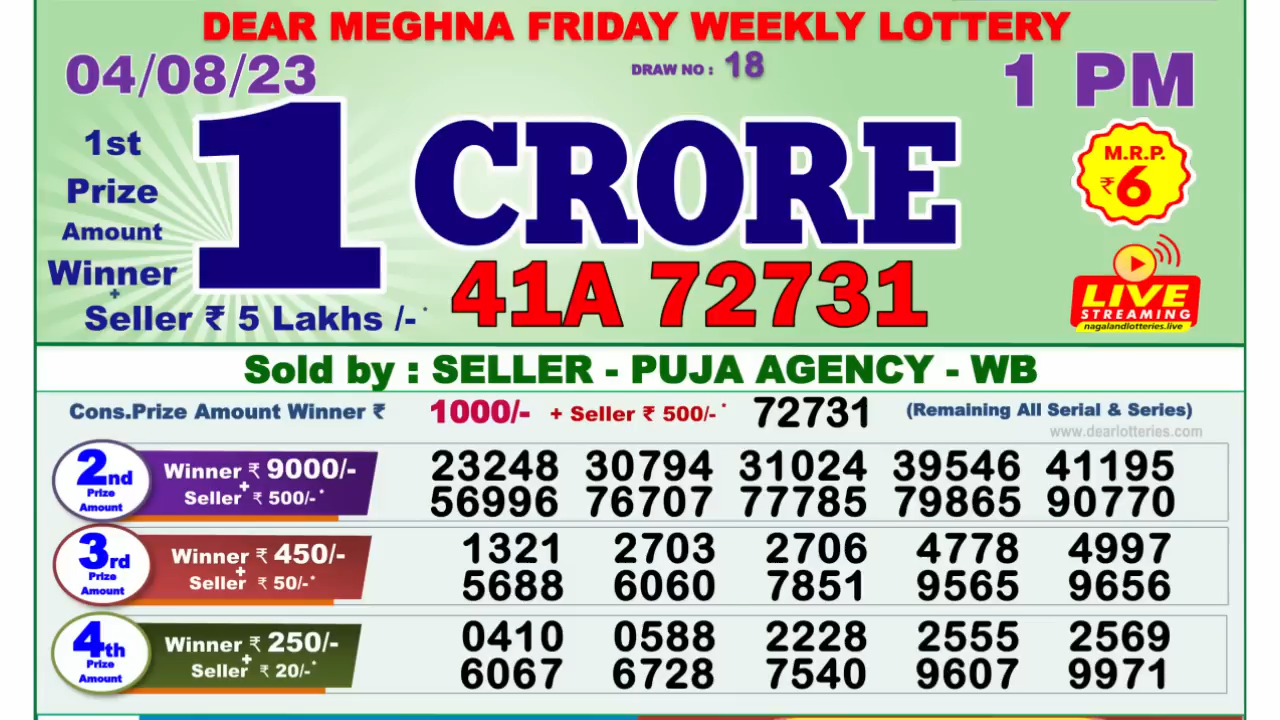 DEAR MEGHNA FRIDAY WEEKLY LOTTERY
04/08/23
DRAW NO : 18
1 PM
1st
Prize
Amount
Winner
+
Seller ₹ 5 Lakhs /-*
1 CRORE
41A 72731
M.R.P.
₹6
LIVE
STREAMING
nagalandlotteries.live
Sold by : SELLER - PUJA AGENCY - WB
Cons.Prize Amount Winner ₹ 1000/- + Seller ₹ 500/-* 72731 (Remaining All Serial & Series)
www.dearlotteries.com
2nd
Prize
Amount
Winner ₹ 9000/-
+
Seller ₹ 500/-*
23248 30794 31024 39546 41195
56996 76707 77785 79865 90770
3rd
Prize
Amount
Winner ₹ 450/-
+
Seller ₹ 50/-*
1321 2703 2706 4778 4997
5688 6060 7851 9565 9656
4th
Prize
Amount
Winner ₹ 250/-
+
Seller ₹ 20/-*
0410 0588 2228 2555 2569
6067 6728 7540 9607 9971